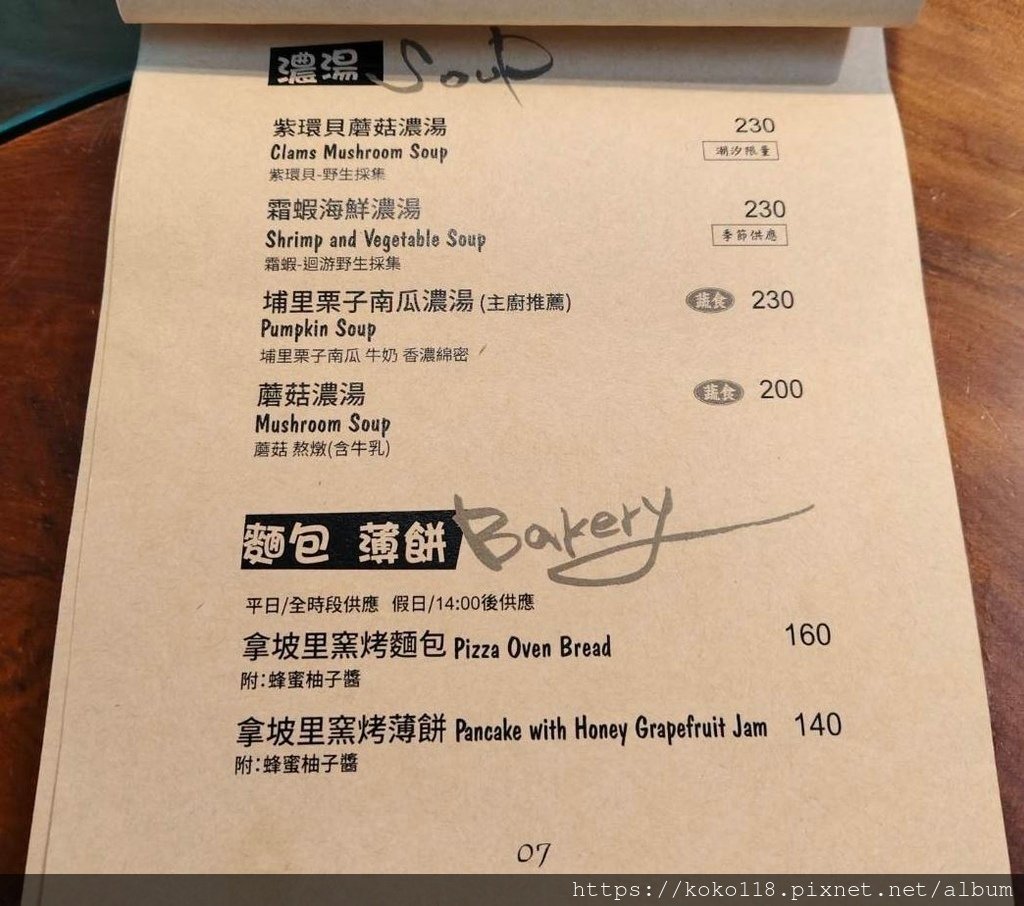 濃湯 Soup
紫環貝蘑菇濃湯 230
Clams Mushroom Soup 潮汐限量
紫環貝-野生採集
霜蝦海鮮濃湯 230
Shrimp and Vegetable Soup 季節供應
霜蝦-迴游野生採集
埔里栗子南瓜濃湯 (主廚推薦) 蔬食 230
Pumpkin Soup
埔里栗子南瓜 牛奶 香濃綿密
蘑菇濃湯 蔬食 200
Mushroom Soup
蘑菇 熬燉(含牛乳)
麵包 薄餅 Bakery
平日/全時段供應 假日/14:00後供應
拿坡里窯烤麵包 Pizza Oven Bread 160
附:蜂蜜柚子醬
拿坡里窯烤薄餅 Pancake with Honey Grapefruit Jam 140
附:蜂蜜柚子醬
07
https://koko118.pixnet.net/album